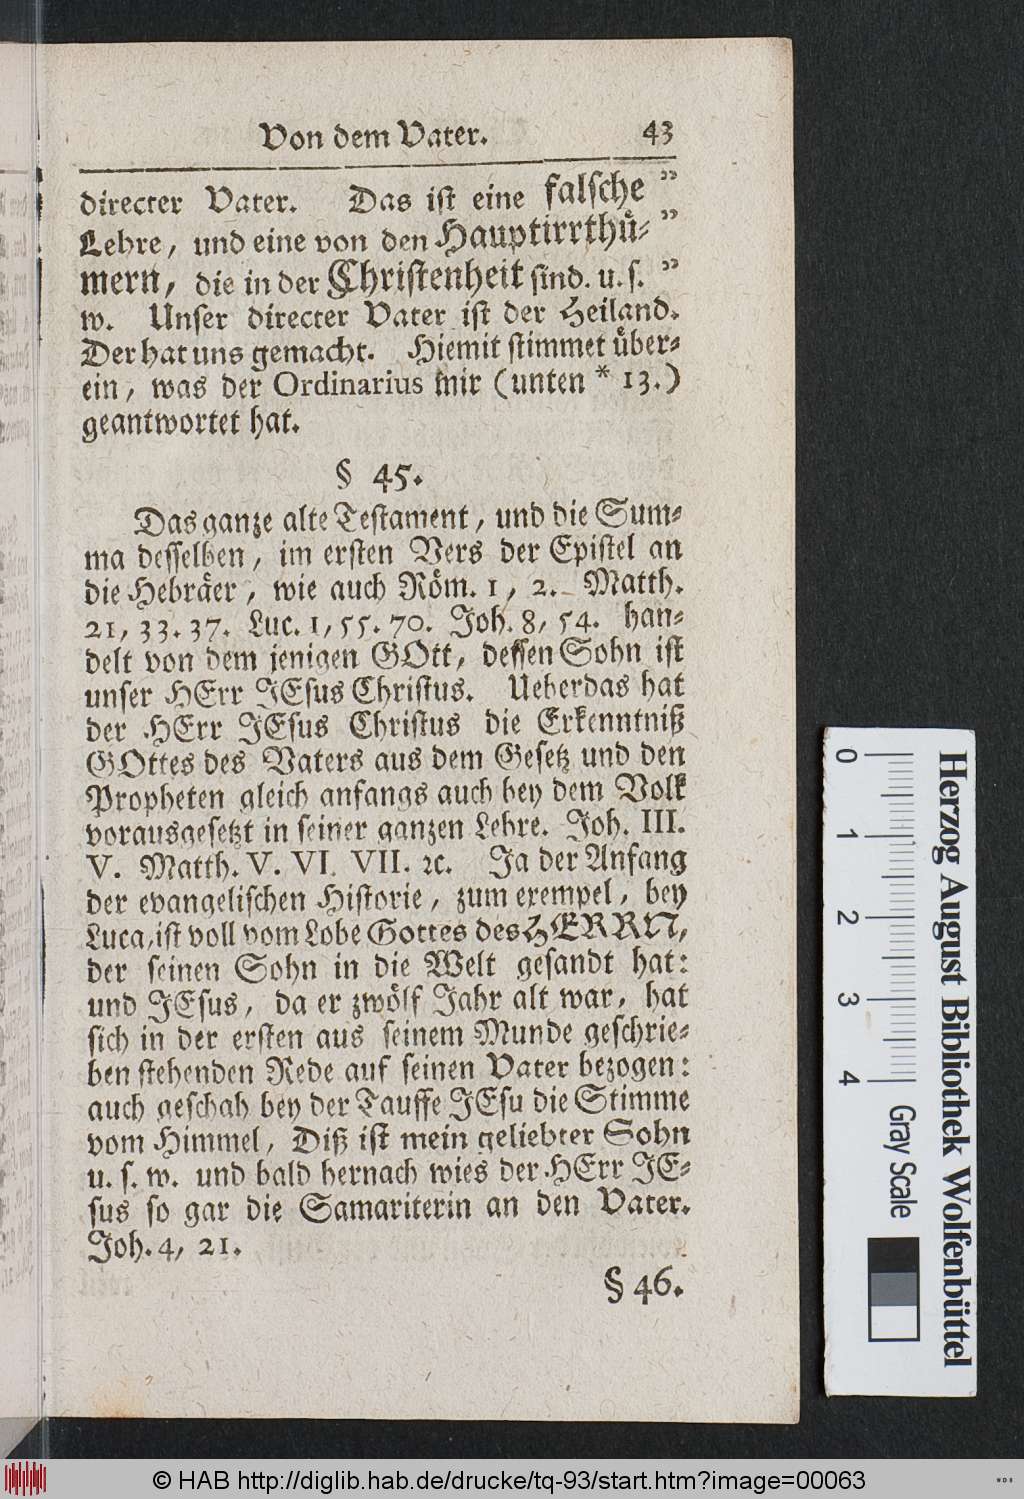 Von dem Vater. 43
directer Vater. Das ist eine falsche ”
Lehre, und eine von den Hauptirrthü- ”
mern, die in der Christenheit sind. u. s. ”
w. Unser directer Vater ist der Heiland.
Der hat uns gemacht. Hiemit stimmet über-
ein, was der Ordinarius mir (unten * 13.)
geantwortet hat.
§ 45.
Das ganze alte Testament, und die Sum-
ma desselben, im ersten Vers der Epistel an
die Hebräer, wie auch Röm. 1, 2. Matth.
21, 33. 37. Luc. 1, 55. 70. Joh. 8, 54. han-
delt von dem jenigen GOtt, dessen Sohn ist
unser HErr JEsus Christus. Ueberdas hat
der HErr JEsus Christus die Erkenntniß
GOttes des Vaters aus dem Gesetz und den
Propheten gleich anfangs auch bey dem Volk
vorausgesetzt in seiner ganzen Lehre. Joh. III.
V. Matth. V. VI. VII. ꝛc. Ja der Anfang
der evangelischen Historie, zum exempel, bey
Luca, ist voll vom Lobe Gottes des HERRN,
der seinen Sohn in die Welt gesandt hat:
und JEsus, da er zwölf Jahr alt war, hat
sich in der ersten aus seinem Munde geschrie-
ben stehenden Rede auf seinen Vater bezogen:
auch geschah bey der Tauffe JEsu die Stimme
vom Himmel, Diß ist mein geliebter Sohn
u. s. w. und bald hernach wies der HErr JE-
sus so gar die Samariterin an den Vater.
Joh. 4, 21.
§ 46.
0 1 2 3 4 Gray Scale
Herzog August Bibliothek Wolfenbüttel
© HAB http://diglib.hab.de/drucke/tq-93/start.htm?image=00063